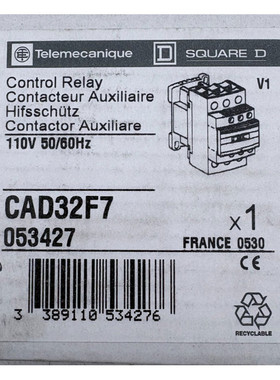 Telemecanique SQUARE D
Control Relay
Contacteur Auxiliaire
Hifsschütz
Contactor Auxiliare
110V 50/60Hz
V1
CAD32F7
053427
x1
FRANCE 0530
CE
3 389110 534276
RECYCLABLE